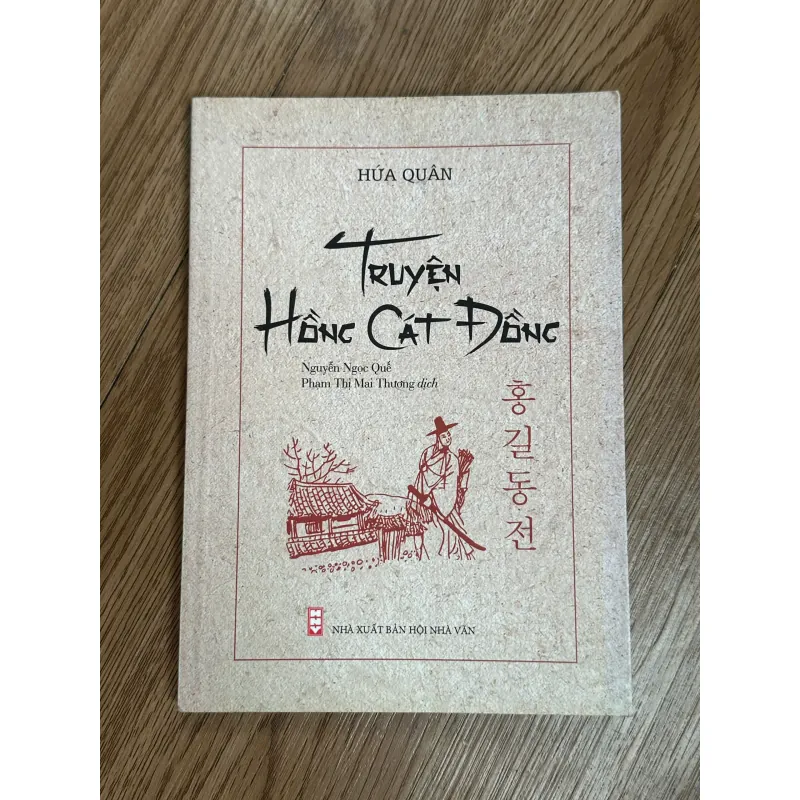 HỨA QUÂN
TRUYỆN
HỒNG CÁT ĐỒNG
Nguyễn Ngọc Quế
Phạm Thị Mai Thương dịch
홍길동전
HNV
NHÀ XUẤT BẢN HỘI NHÀ VĂN